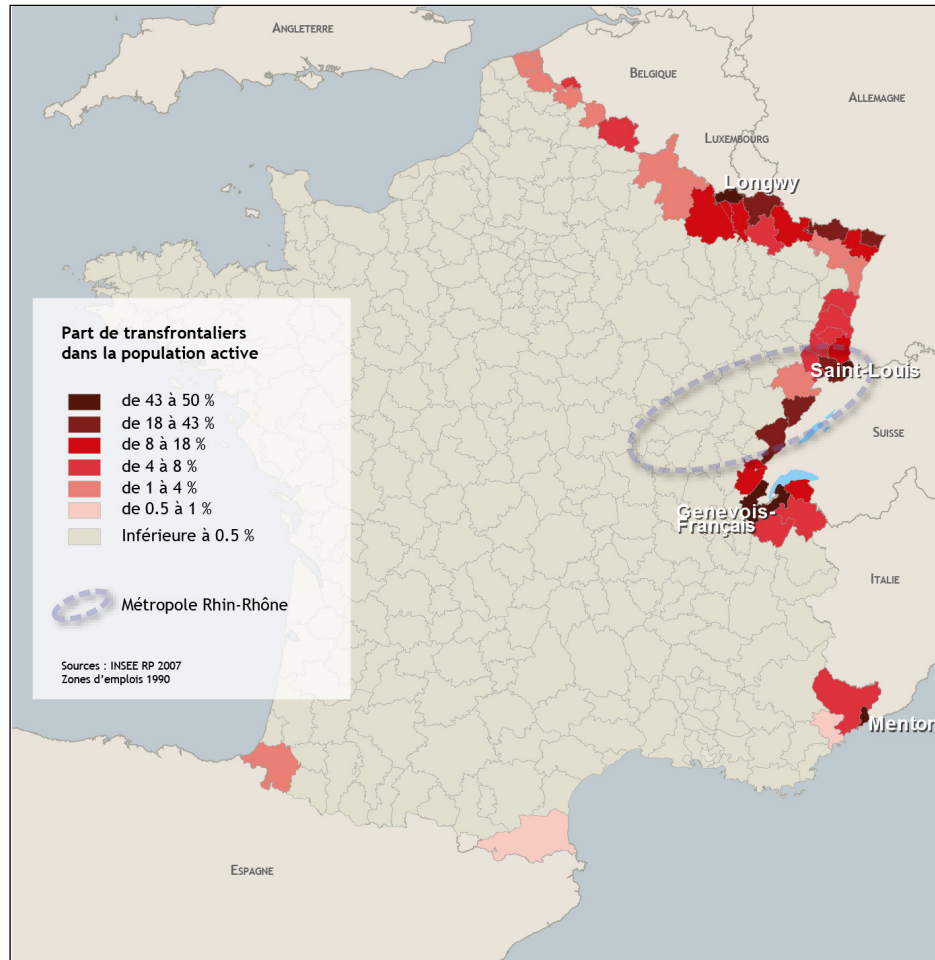 ANGLETERRE
BELGIQUE
ALLEMAGNE
LUXEMBOURG
Longwy
Part de transfrontaliers
dans la population active
de 43 à 50 %
de 18 à 43 %
de 8 à 18 %
de 4 à 8 %
de 1 à 4 %
de 0.5 à 1 %
Inférieure à 0.5 %
Métropole Rhin-Rhône
Sources : INSEE RP 2007
Zones d'emplois 1990
Saint-Louis
SUISSE
Genevois-
Français
ITALIE
Menton
ESPAGNE